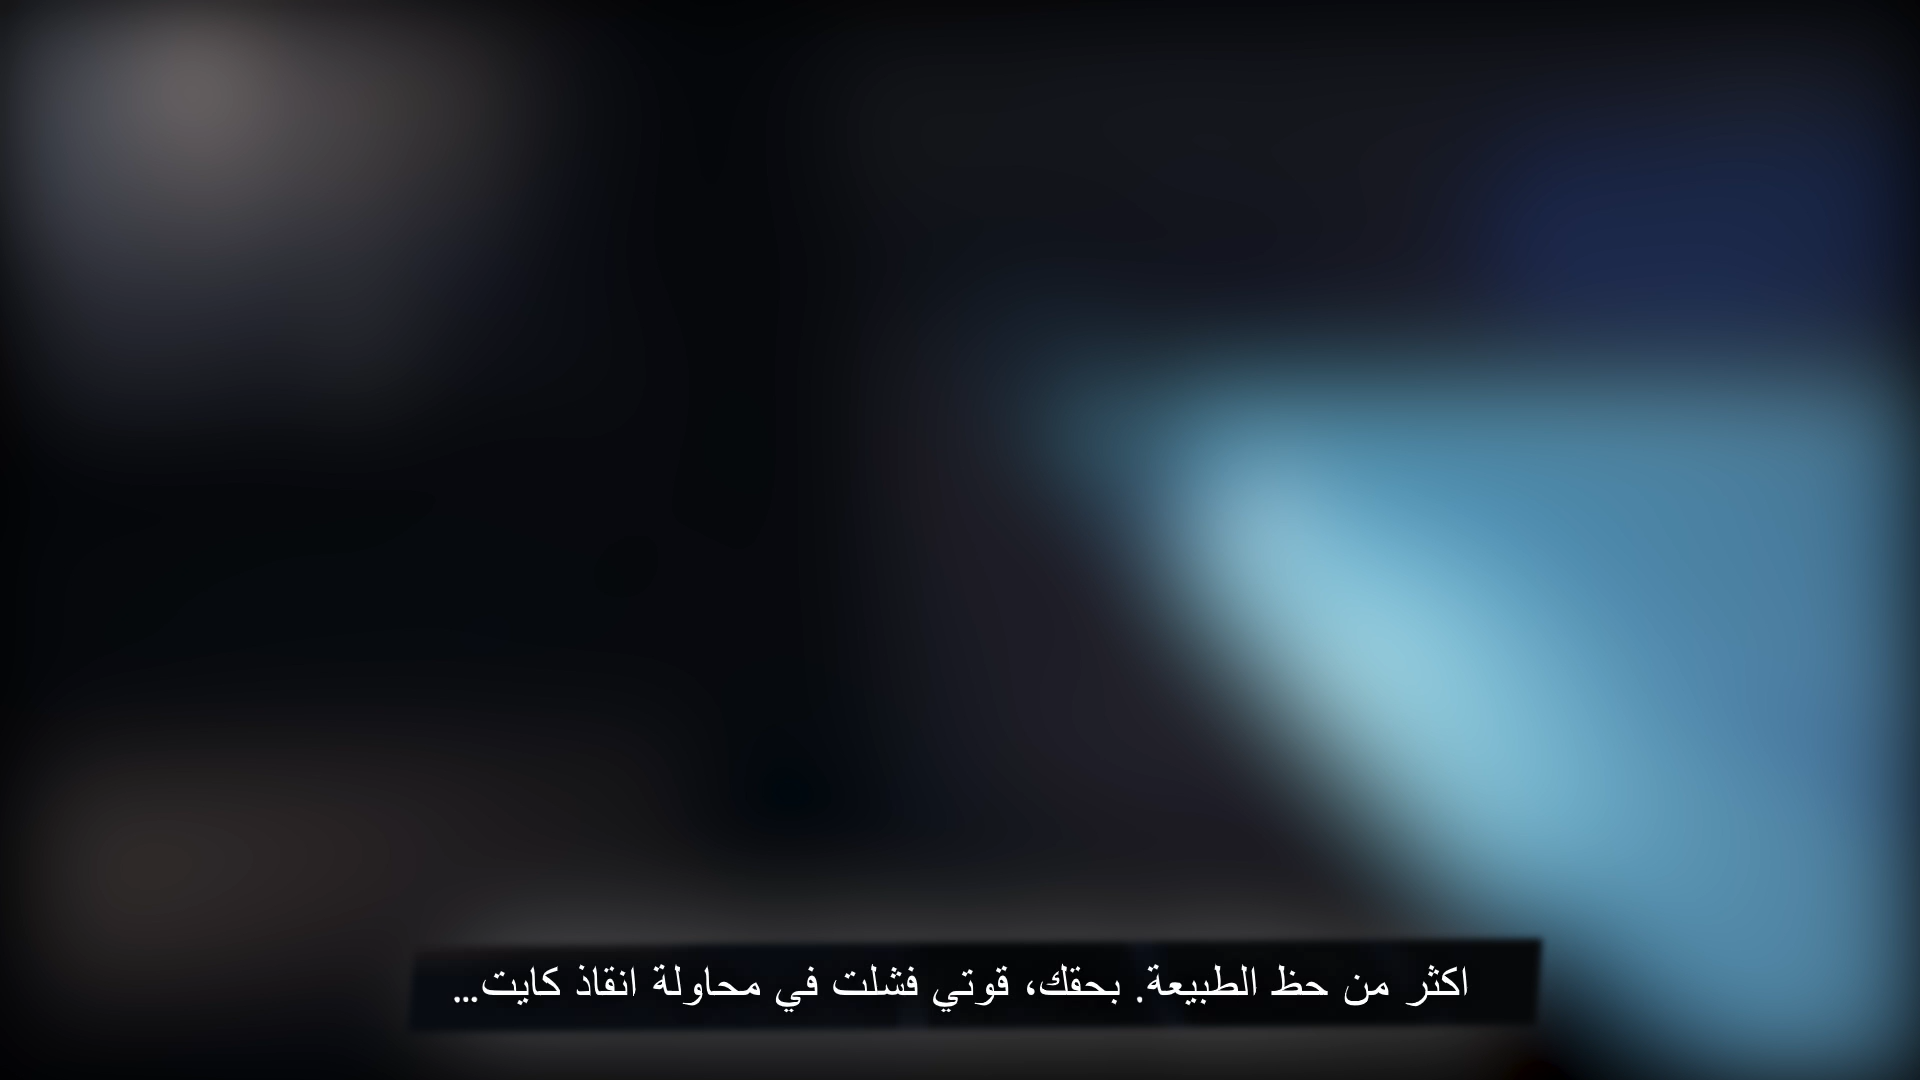 اكثر من حظ الطبيعة. بحقك، قوتي فشلت في محاولة انقاذ كايت...